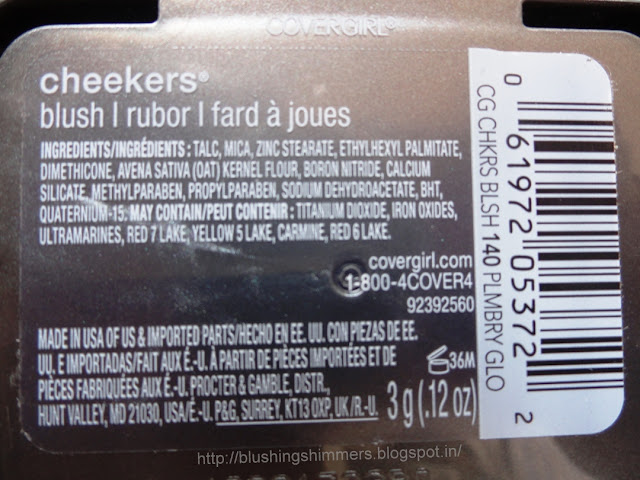 COVERGIRL
cheekers®
blush | rubor | fard à joues
INGREDIENTS/INGRÉDIENTS: TALC, MICA, ZINC STEARATE, ETHYLHEXYL PALMITATE,
DIMETHICONE, AVENA SATIVA (OAT) KERNEL FLOUR, BORON NITRIDE, CALCIUM
SILICATE, METHYLPARABEN, PROPYLPARABEN, SODIUM DEHYDROACETATE, BHT,
QUATERNIUM-15. MAY CONTAIN/PEUT CONTENIR : TITANIUM DIOXIDE, IRON OXIDES,
ULTRAMARINES, RED 7 LAKE, YELLOW 5 LAKE, CARMINE, RED 6 LAKE.
covergirl.com
1-800-4COVER4
92392560
MADE IN USA OF US & IMPORTED PARTS/HECHO EN EE. UU. CON PIEZAS DE EE.
UU. E IMPORTADAS/FAIT AUX É.-U. À PARTIR DE PIÈCES IMPORTÉES ET DE
PIÈCES FABRIQUÉES AUX É.-U. PROCTER & GAMBLE, DISTR.,
HUNT VALLEY, MD 21030, USA/É.-U. P&G, SURREY, KT13 0XP, UK/R.-U.
36M
3 g (.12 oz)
CG CHKRS BLSH 140 PLMBRY GLO
0 61972 05372 2
http://blushingshimmers.blogspot.in/